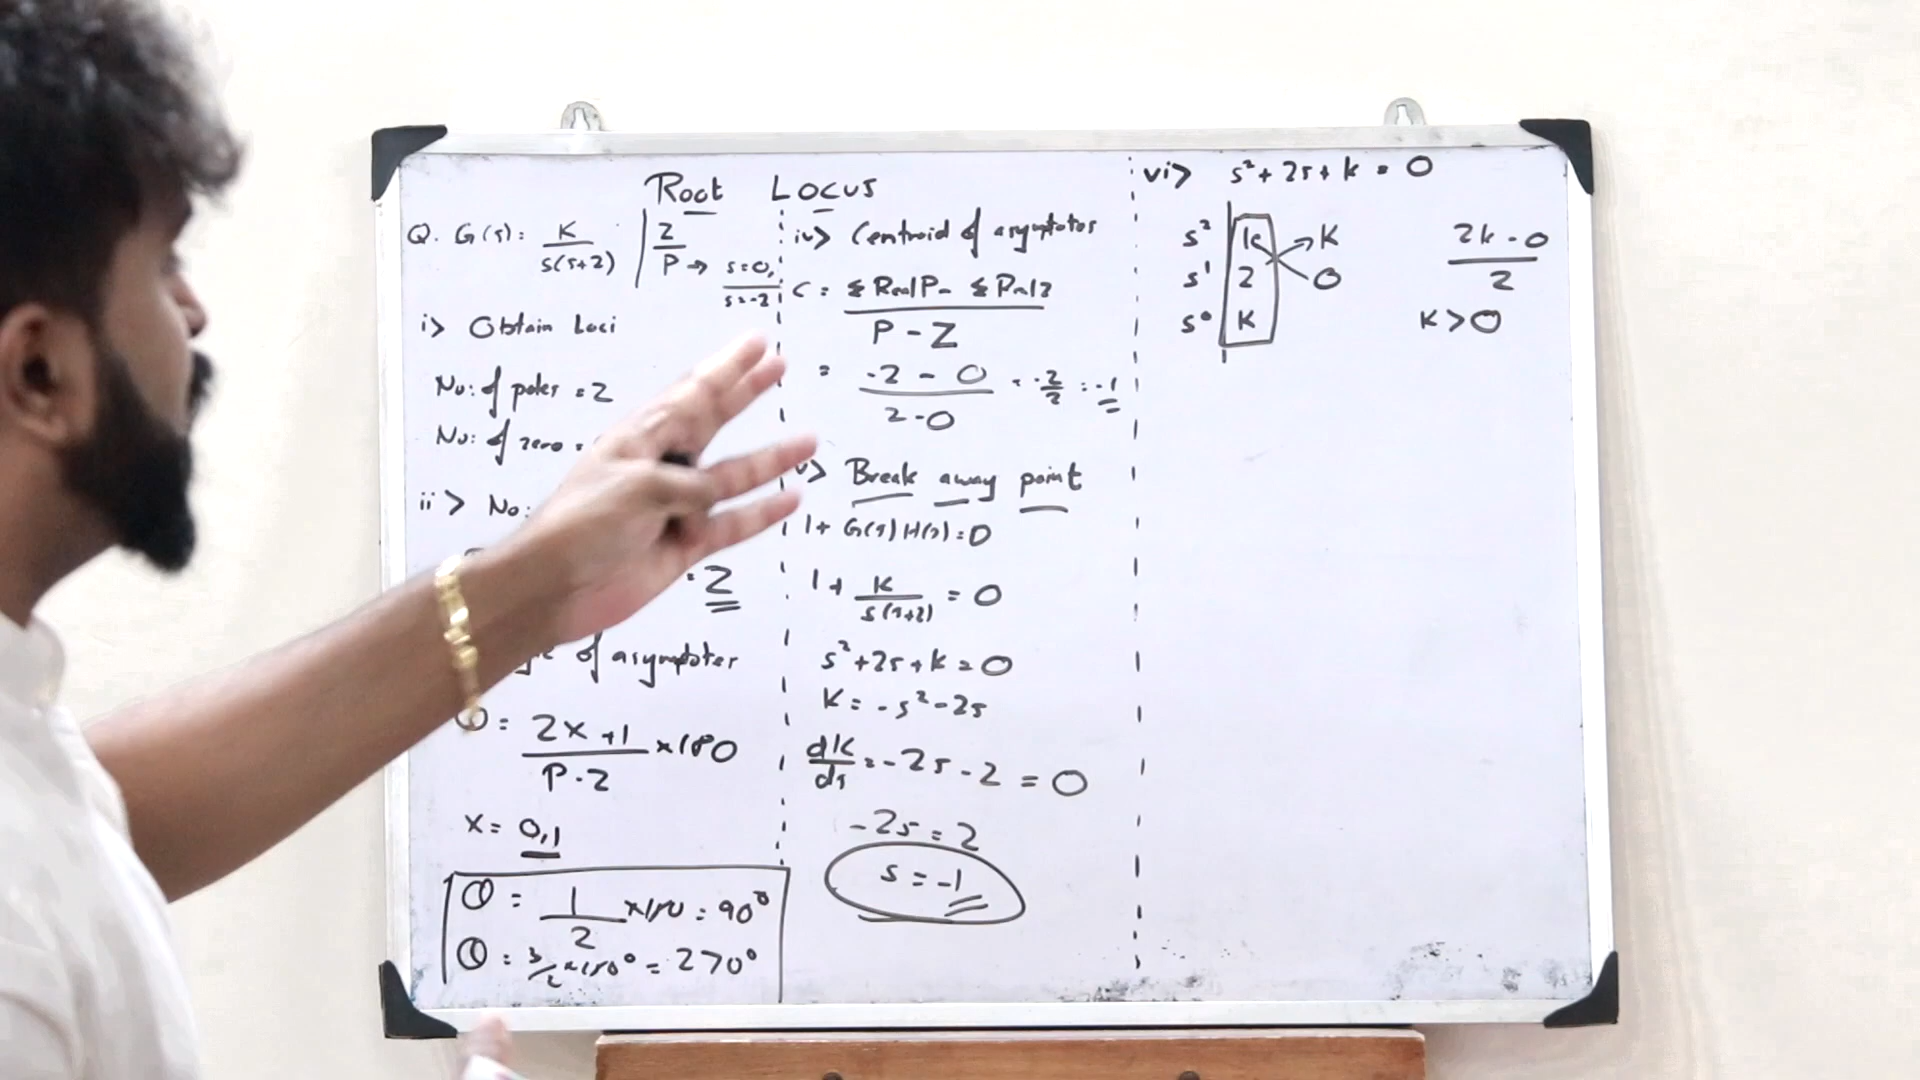 Root Locus
Q. G(s): K / s(s+2) | Z / P → s=0, s=-2
i> Obtain Loci
No: of poles = 2
No: of zero =
ii> No:
= 2
of asymptotes
θ = 2x+1 / P-Z × 180
x = 0,1
θ = 1/2 × 180 = 90°
θ = 3/2 × 180° = 270°
iv> Centroid of asymptotes
C = Σ Real P - Σ Real Z / P - Z
= -2 - 0 / 2 - 0 = -2/2 = -1
v> Break away point
1 + G(s) H(s) = 0
1 + K / s(s+2) = 0
s² + 2s + k = 0
K = -s² - 2s
dK/ds = -2s - 2 = 0
-2s = 2
s = -1
vi> s² + 2s + k = 0
s² K
s¹ 2 0
s⁰ K
2k - 0 / 2
K > 0